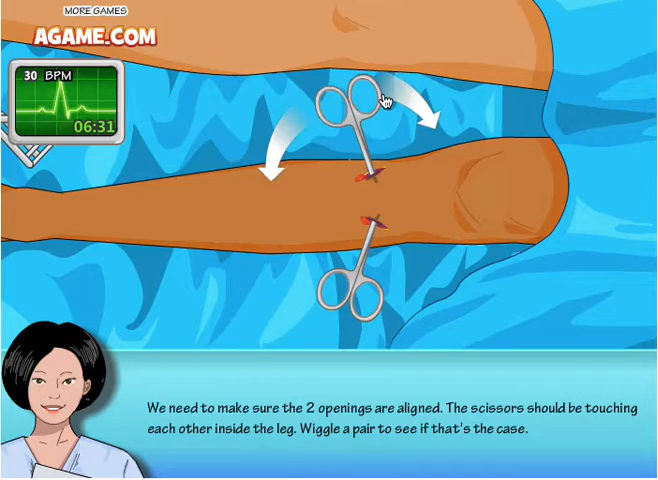 MORE GAMES
AGAME.COM
30 BPM
06:31
We need to make sure the 2 openings are aligned. The scissors should be touching
each other inside the leg. Wiggle a pair to see if that's the case.